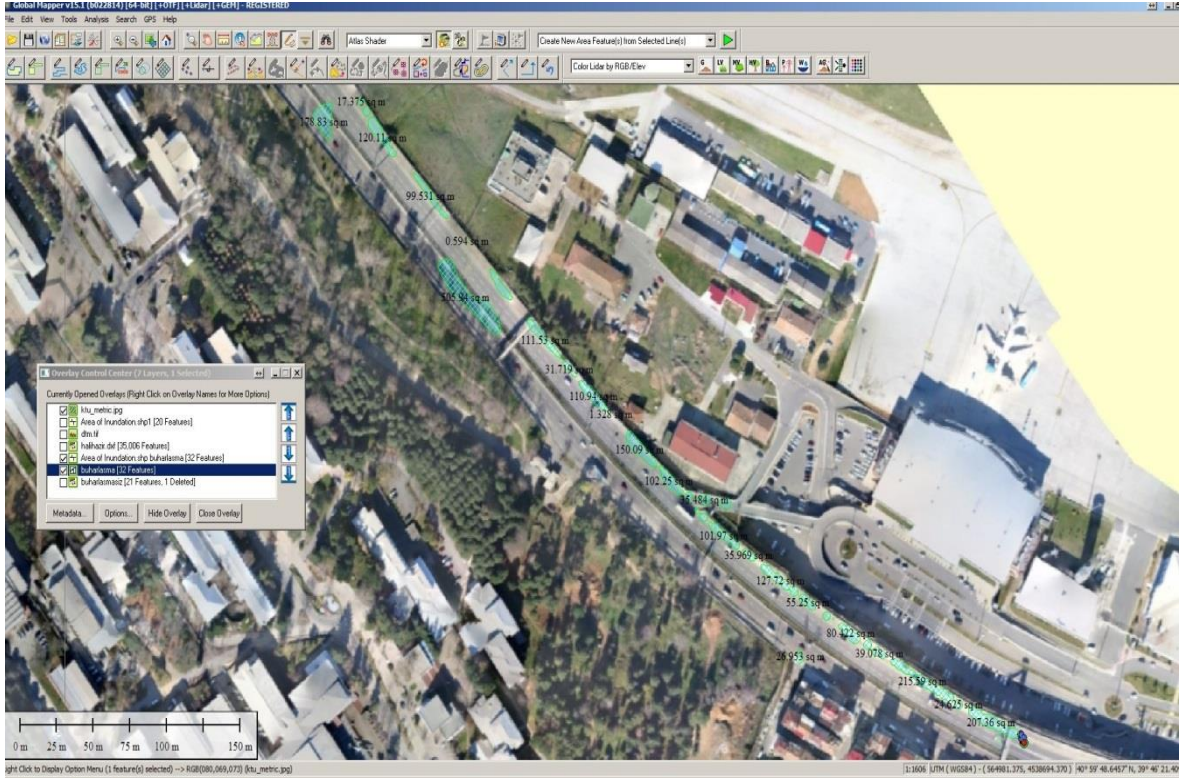 Global Mapper v15.1 (b022814) [64-bit] [+OTF] [+Lidar] [+GEM] - REGISTERED
File Edit View Tools Analysis Search GPS Help
Atlas Shader
Create New Area Feature(s) from Selected Line(s)
Color Lidar by RGB/Elev
17.375 sq m
178.83 sq m
120.11 sq m
99.531 sq m
0.594 sq m
505.94 sq m
111.53 sq m
31.719 sq m
110.94 sq m
1.328 sq m
150.09 sq m
102.25 sq m
35.484 sq m
101.97 sq m
35.969 sq m
127.72 sq m
55.25 sq m
80.422 sq m
39.078 sq m
26.953 sq m
215.59 sq m
24.625 sq m
207.36 sq m
Overlay Control Center (7 Layers, 1 Selected)
Currently Opened Overlays (Right Click on Overlay Names for More Options)
ktu_metric.jpg
Area of Inundation.shp1 [20 Features]
dtm.tif
halihazir.dxf [35,006 Features]
Area of Inundation.shp buharlasma [32 Features]
buharlasma [32 Features]
buharlasmasiz [21 Features, 1 Deleted]
Metadata... Options... Hide Overlay Close Overlay
0 m 25 m 50 m 75 m 100 m 150 m
ight Click to Display Option Menu (1 feature(s) selected) --> RGB(080,069,073) (ktu_metric.jpg)
1:1606 UTM (WGS84) - ( 564981.375, 4538694.370 ) 40° 59' 48.6457" N, 39° 46' 21.40